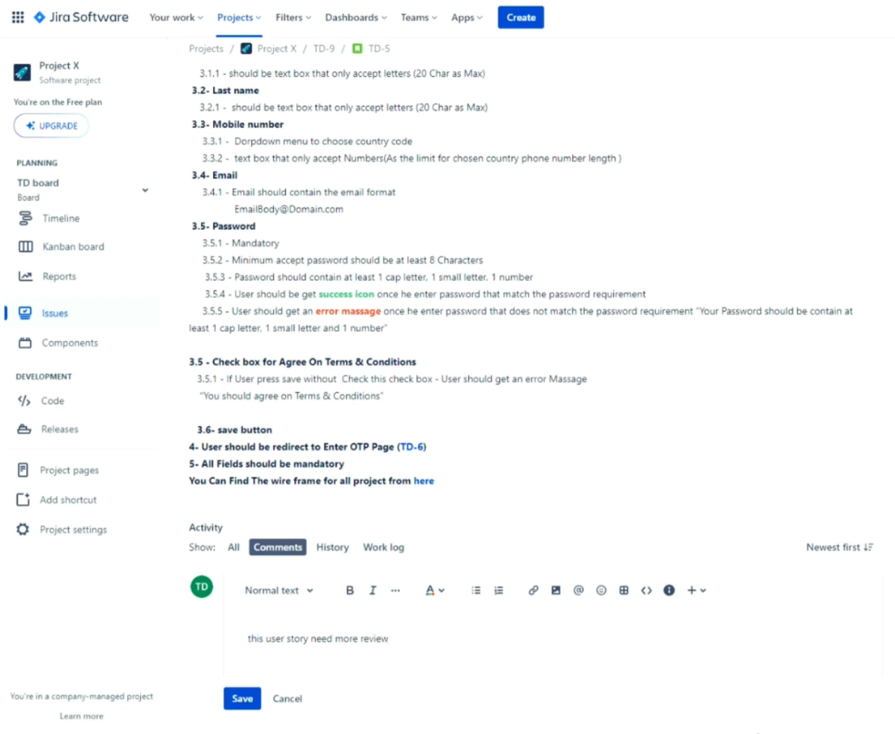 Jira Software
Your work
Projects
Filters
Dashboards
Teams
Apps
Create
Projects / Project X / TD-9 / TD-5
Project X
Software project
You're on the Free plan
UPGRADE
PLANNING
TD board
Board
Timeline
Kanban board
Reports
Issues
Components
DEVELOPMENT
Code
Releases
Project pages
Add shortcut
Project settings
You're in a company-managed project
Learn more
3.1.1 - should be text box that only accept letters (20 Char as Max)
3.2- Last name
3.2.1 - should be text box that only accept letters (20 Char as Max)
3.3- Mobile number
3.3.1 - Dorpdown menu to choose country code
3.3.2 - text box that only accept Numbers(As the limit for chosen country phone number length )
3.4- Email
3.4.1 - Email should contain the email format
EmailBody@Domain.com
3.5- Password
3.5.1 - Mandatory
3.5.2 - Minimum accept password should be at least 8 Characters
3.5.3 - Password should contain at least 1 cap letter, 1 small letter, 1 number
3.5.4 - User should be get success icon once he enter password that match the password requirement
3.5.5 - User should get an error massage once he enter password that does not match the password requirement "Your Password should be contain at
least 1 cap letter, 1 small letter and 1 number"
3.5 - Check box for Agree On Terms & Conditions
3.5.1 - If User press save without Check this check box - User should get an error Massage
"You should agree on Terms & Conditions"
3.6- save button
4- User should be redirect to Enter OTP Page (TD-6)
5- All Fields should be mandatory
You Can Find The wire frame for all project from here
Activity
Show: All Comments History Work log
Newest first
TD
Normal text
B I ... A
this user story need more review
Save Cancel